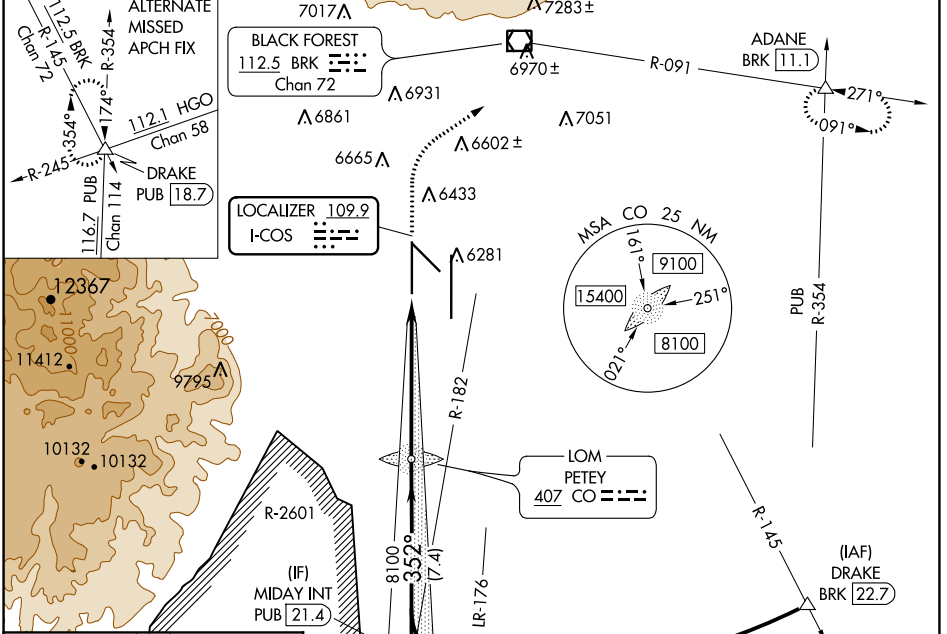 ALTERNATE
MISSED
APCH FIX
112.5 BRK
R-145
Chan 72
R-354
174°
354°
112.1 HGO
Chan 58
R-245
DRAKE
PUB 18.7
116.7 PUB
Chan 114
7017
7283±
BLACK FOREST
112.5 BRK
Chan 72
6970±
R-091
ADANE
BRK 11.1
271°
091°
6931
6861
7051
6602±
6665
6433
LOCALIZER 109.9
I-COS
6281
MSA CO 25 NM
161°
9100
15400
251°
8100
021°
PUB
R-354
12367
11000
7000
11412
9795
R-182
10132
10132
LOM
PETEY
407 CO
R-2601
8100
352°
(7.4)
LR-176
R-145
(IF)
MIDAY INT
PUB 21.4
(IAF)
DRAKE
BRK 22.7